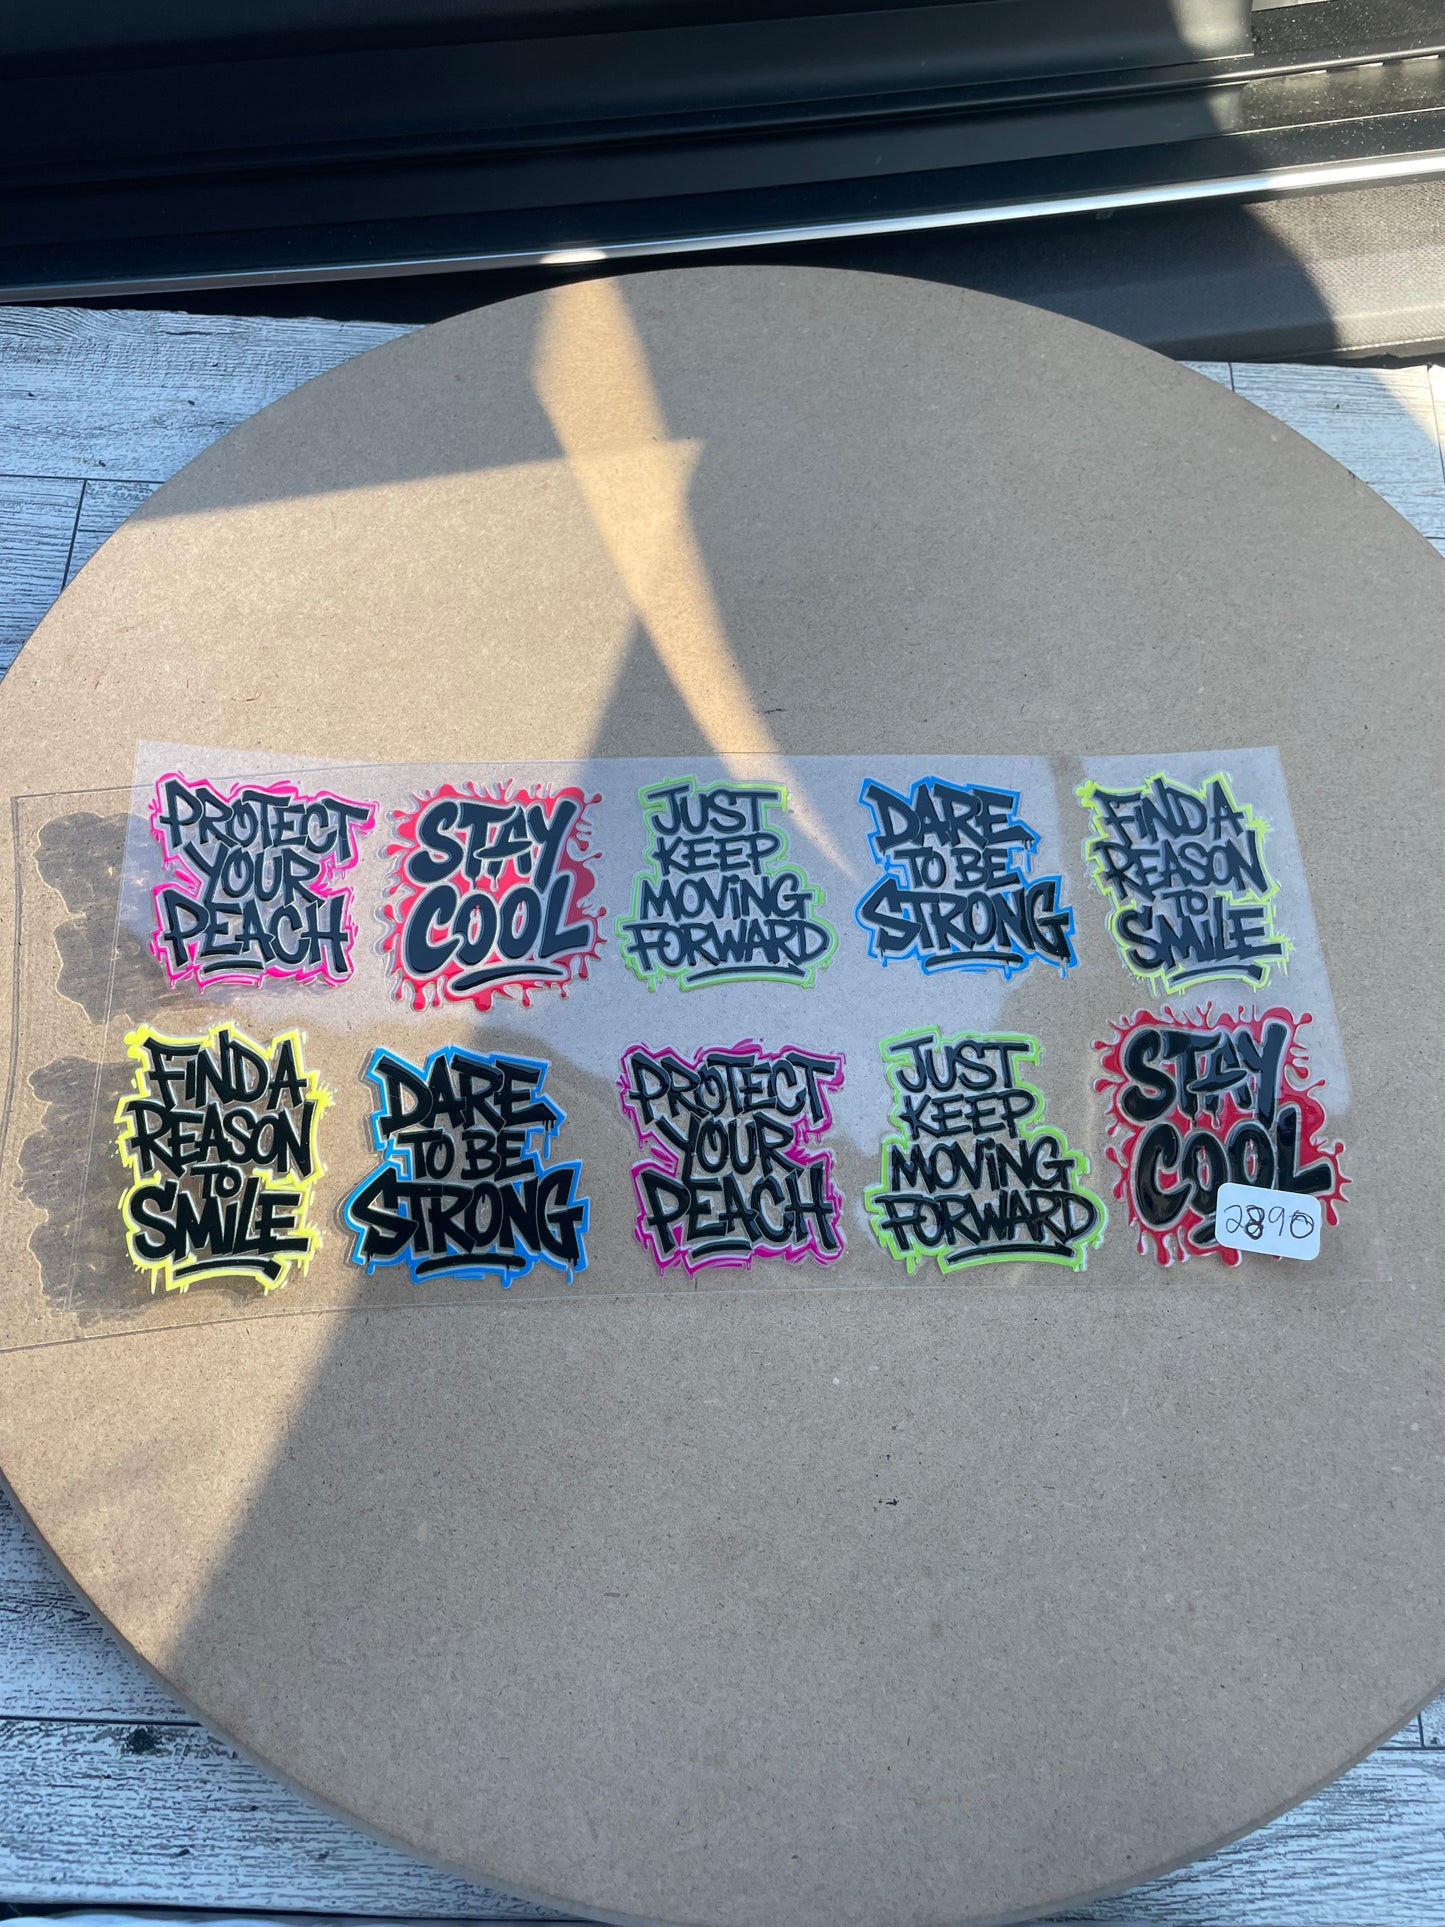 PROTECT
YOUR
PEACH
STAY
COOL
JUST
KEEP
MOViNG
FORWARD
DARE
TO BE
STRONG
FiND A
REASON
TO
SMiLE
FiND A
REASON
TO
SMiLE
DARE
TO BE
STRONG
PROTECT
YOUR
PEACH
JUST
KEEP
MOViNG
FORWARD
STAY
COOL
2890